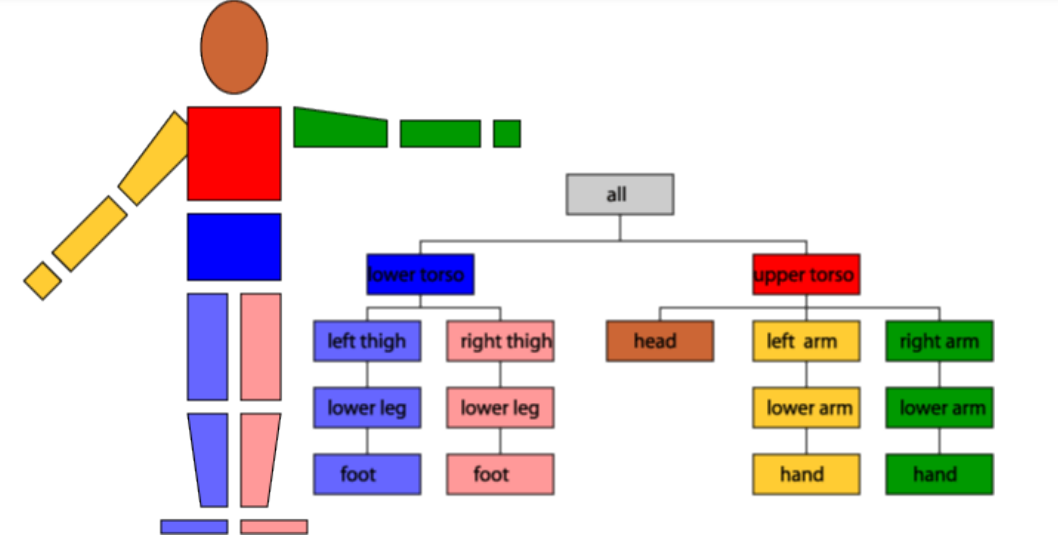 all
lower torso
upper torso
left thigh
right thigh
head
left arm
right arm
lower leg
lower leg
lower arm
lower arm
foot
foot
hand
hand